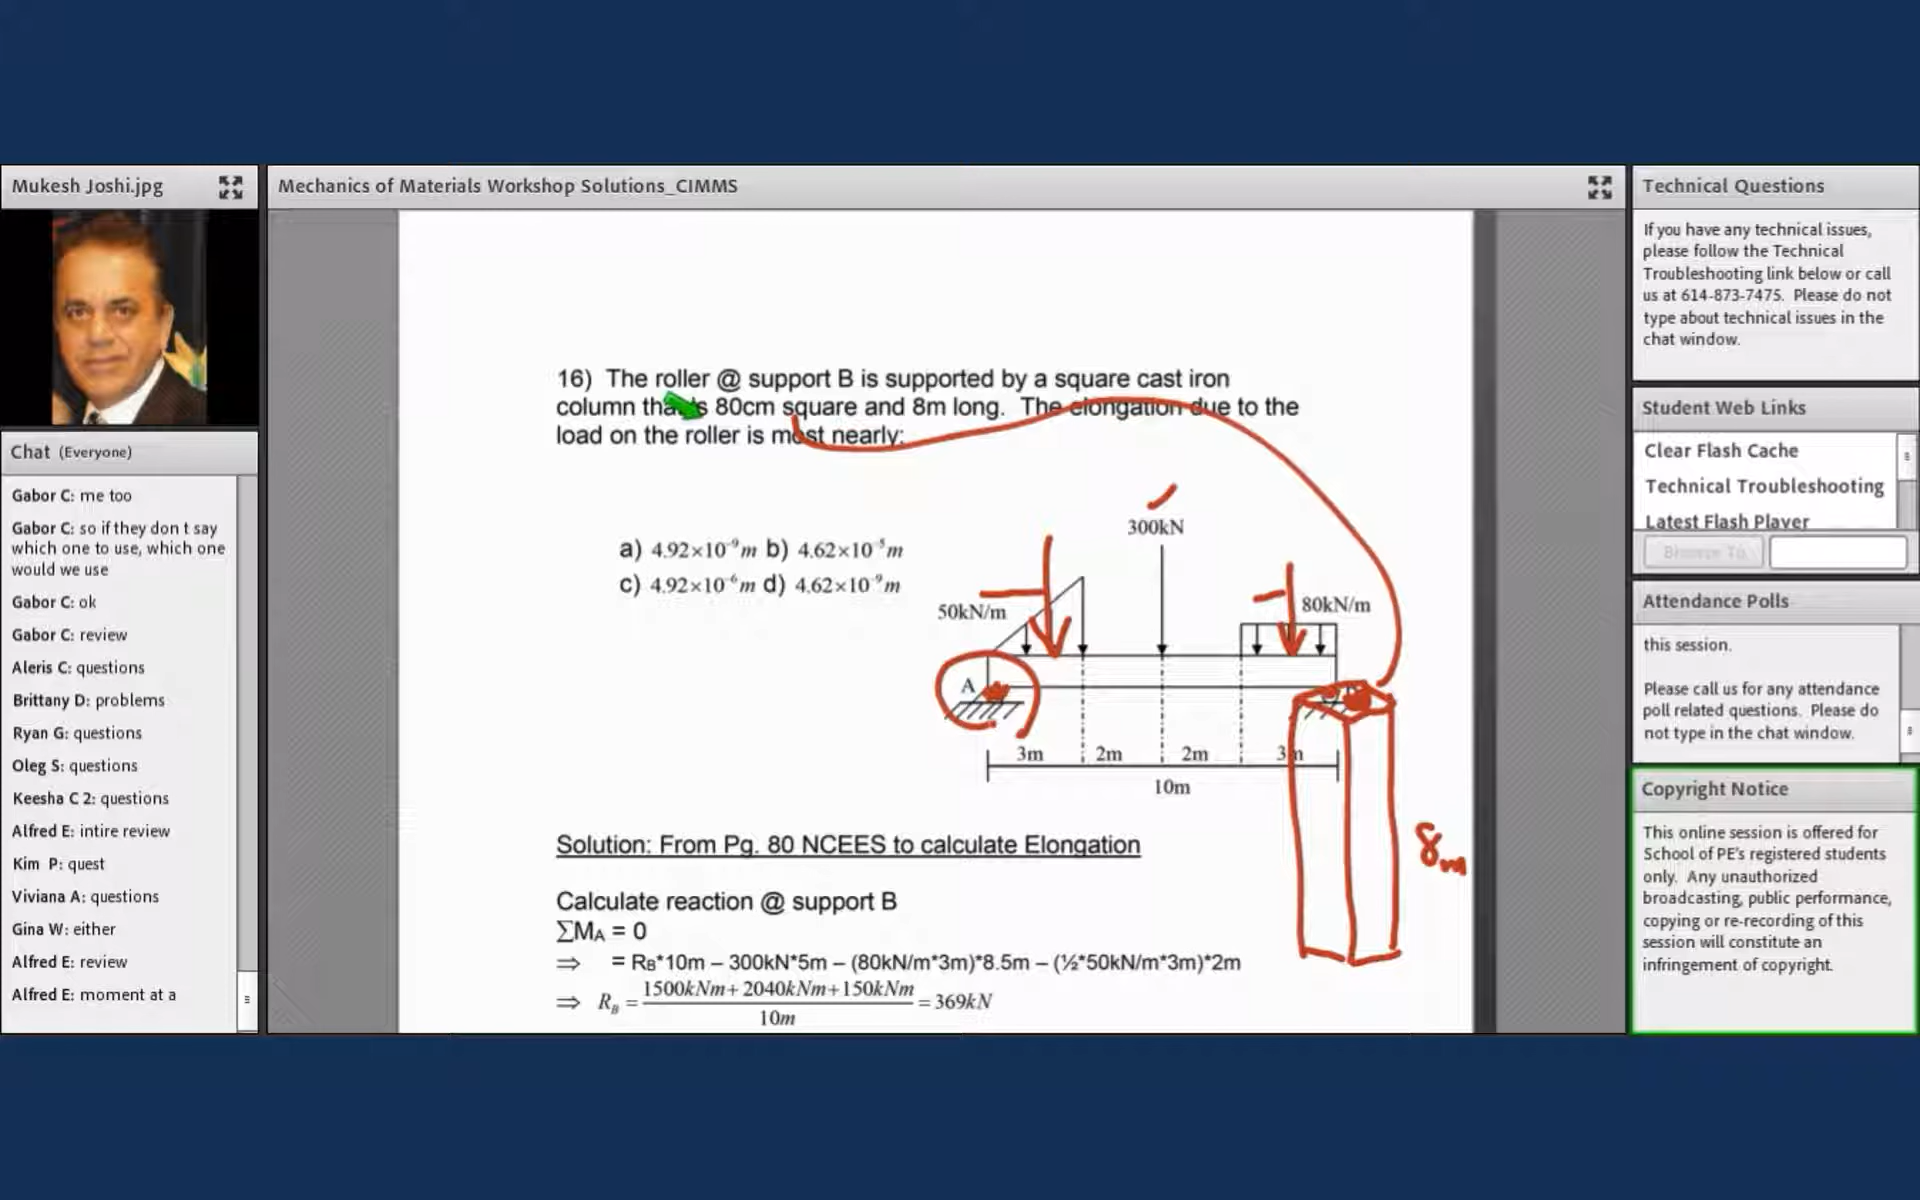 Mukesh Joshi.jpg
Mechanics of Materials Workshop Solutions_CIMMS
Technical Questions
If you have any technical issues,
please follow the Technical
Troubleshooting link below or call
us at 614-873-7475. Please do not
type about technical issues in the
chat window.
Student Web Links
Clear Flash Cache
Technical Troubleshooting
Latest Flash Player
Browse To
Attendance Polls
this session.
Please call us for any attendance
poll related questions. Please do
not type in the chat window.
Copyright Notice
This online session is offered for
School of PE's registered students
only. Any unauthorized
broadcasting, public performance,
copying or re-recording of this
session will constitute an
infringement of copyright.
Chat (Everyone)
Gabor C: me too
Gabor C: so if they don t say
which one to use, which one
would we use
Gabor C: ok
Gabor C: review
Aleris C: questions
Brittany D: problems
Ryan G: questions
Oleg S: questions
Keesha C 2: questions
Alfred E: intire review
Kim P: quest
Viviana A: questions
Gina W: either
Alfred E: review
Alfred E: moment at a
16) The roller @ support B is supported by a square cast iron
column 80cm square and 8m long. The elongation due to the
load on the roller is most nearly:
a) 4.92×10⁻⁹m b) 4.62×10⁻⁵m
c) 4.92×10⁻⁶m d) 4.62×10⁻⁹m
300kN
50kN/m
80kN/m
A
3m 2m 2m 3m
10m
8m
Solution: From Pg. 80 NCEES to calculate Elongation
Calculate reaction @ support B
∑MA = 0
⇒ = RB*10m – 300kN*5m – (80kN/m*3m)*8.5m – (½*50kN/m*3m)*2m
⇒ R_B = (1500kNm + 2040kNm + 150kNm) / 10m = 369kN